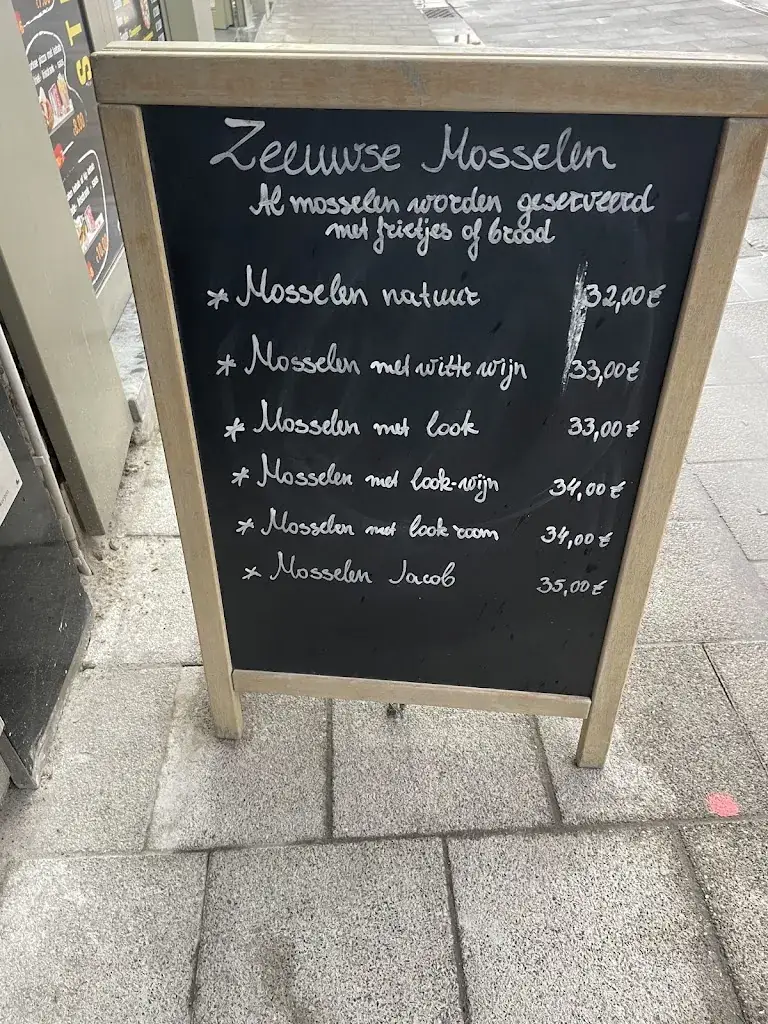 Zeeuwse Mosselen
Al mosselen worden geserveerd
met frietjes of brood
* Mosselen natuur 32,00€
* Mosselen met witte wijn 33,00€
* Mosselen met look 33,00€
* Mosselen met look-wijn 34,00€
* Mosselen met look room 34,00€
* Mosselen Jacob 35,00€